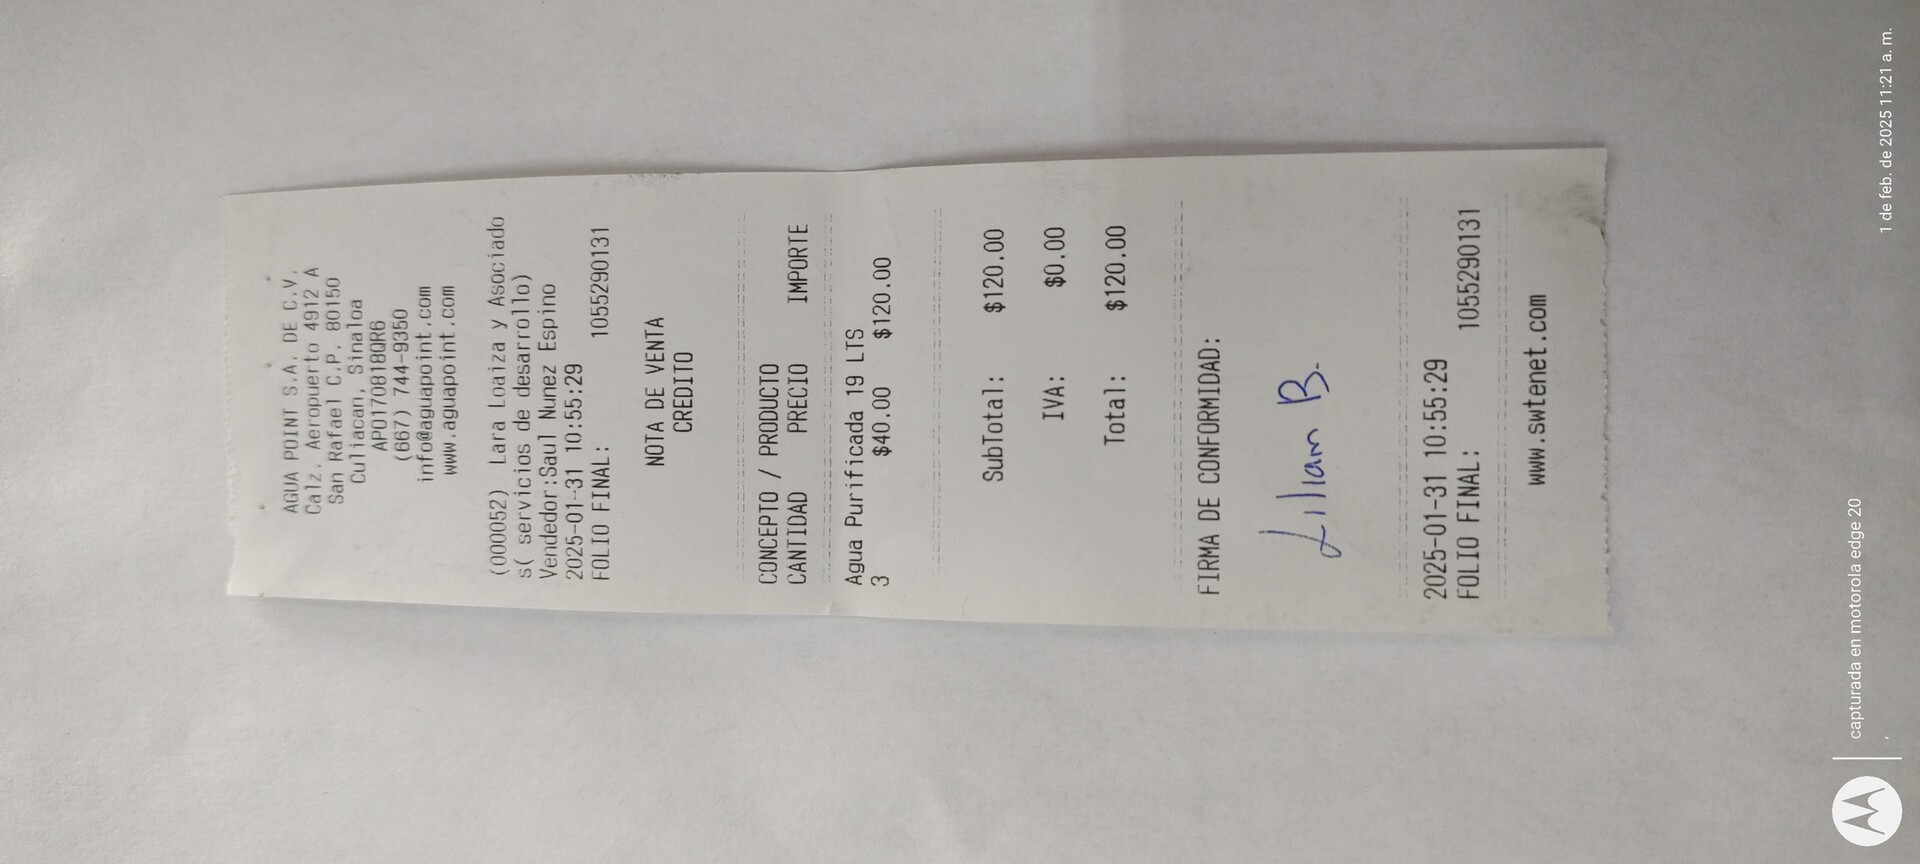 AGUA POINT S.A. DE C.V.
Calz. Aeropuerto 4912 A
San Rafael C.P. 80150
Culiacan, Sinaloa
APO170818QR6
(667) 744-9350
info@aguapoint.com
www.aguapoint.com
(000052) Lara Loaiza y Asociado
s( servicios de desarrollo)
Vendedor:Saul Nunez Espino
2025-01-31 10:55:29
FOLIO FINAL: 1055290131
NOTA DE VENTA
CREDITO
CONCEPTO / PRODUCTO
CANTIDAD PRECIO IMPORTE
Agua Purificada 19 LTS
3 $40.00 $120.00
SubTotal: $120.00
IVA: $0.00
Total: $120.00
FIRMA DE CONFORMIDAD:
Liliam B.
2025-01-31 10:55:29
FOLIO FINAL: 1055290131
www.swtenet.com
capturada en motorola edge 20
1 de feb. de 2025 11:21 a. m.